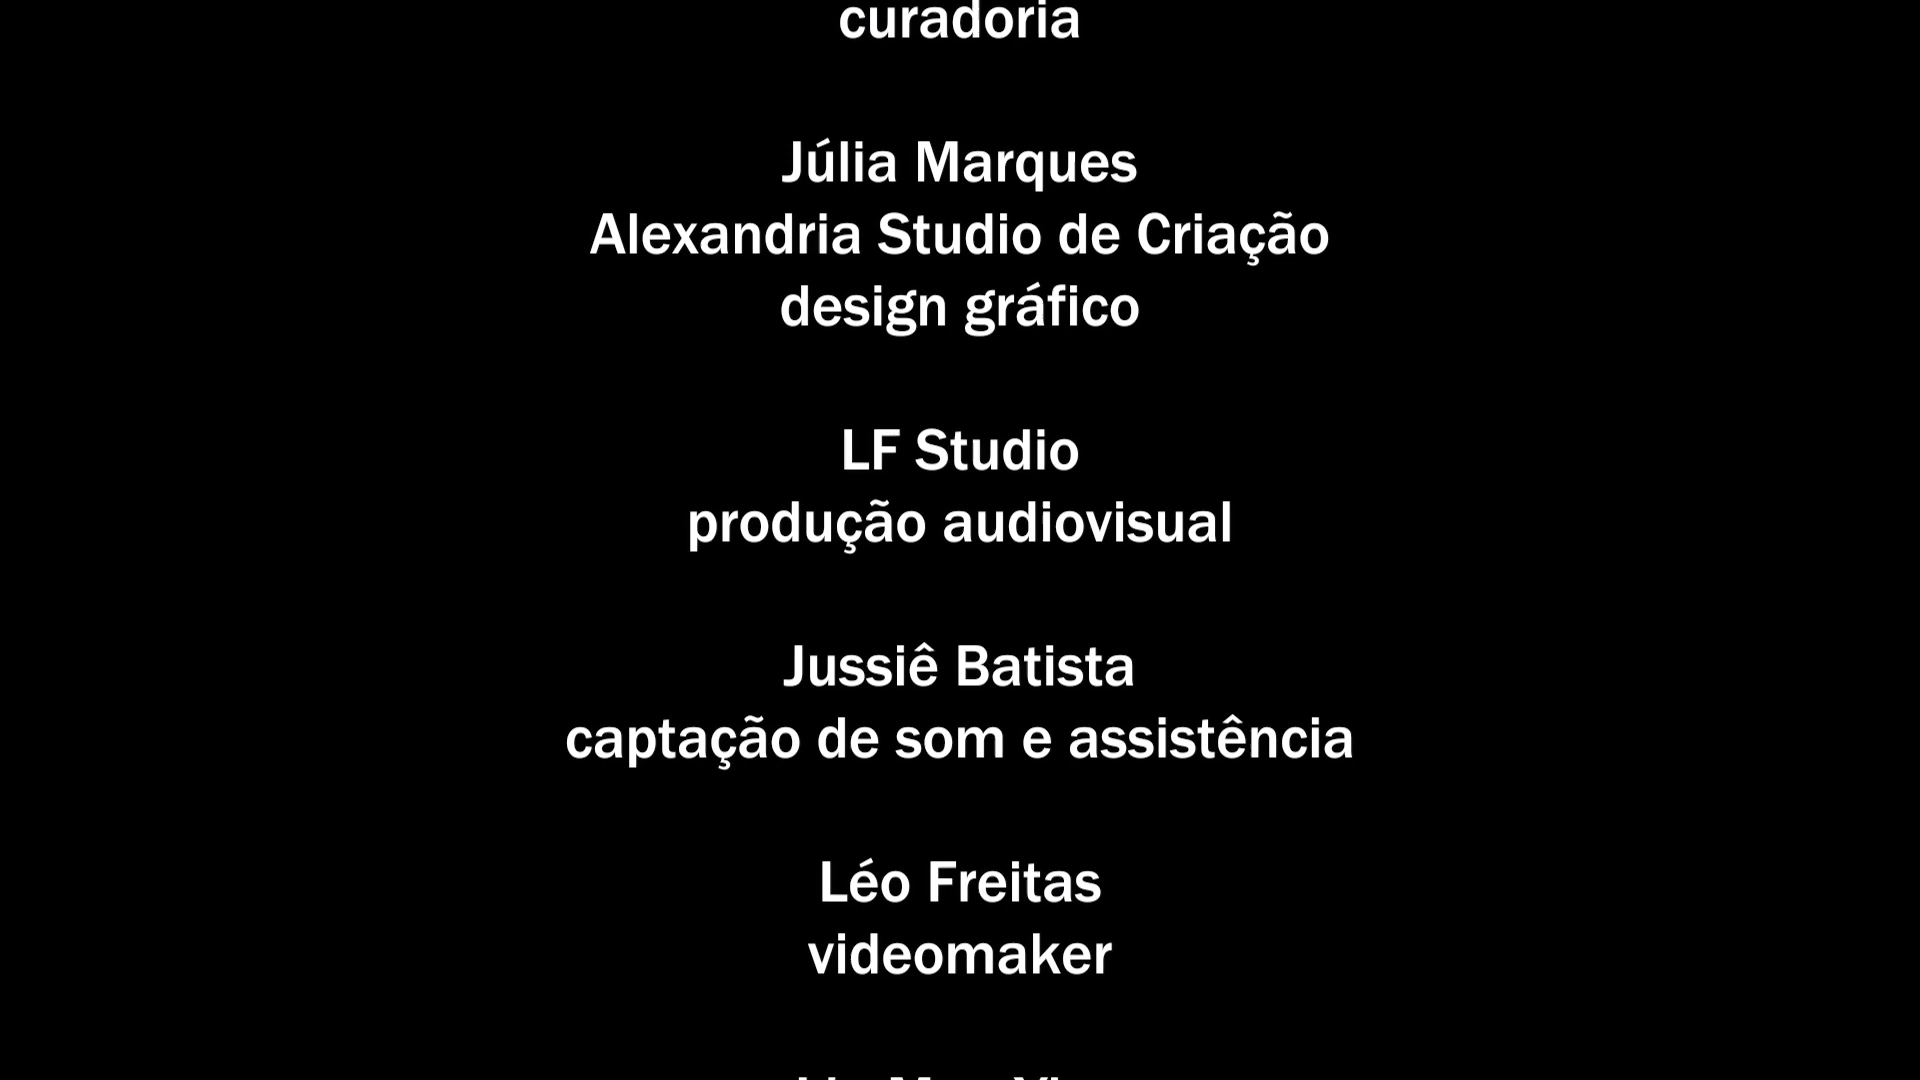 curadoria
Júlia Marques
Alexandria Studio de Criação
design gráfico
LF Studio
produção audiovisual
Jussiê Batista
captação de som e assistência
Léo Freitas
videomaker